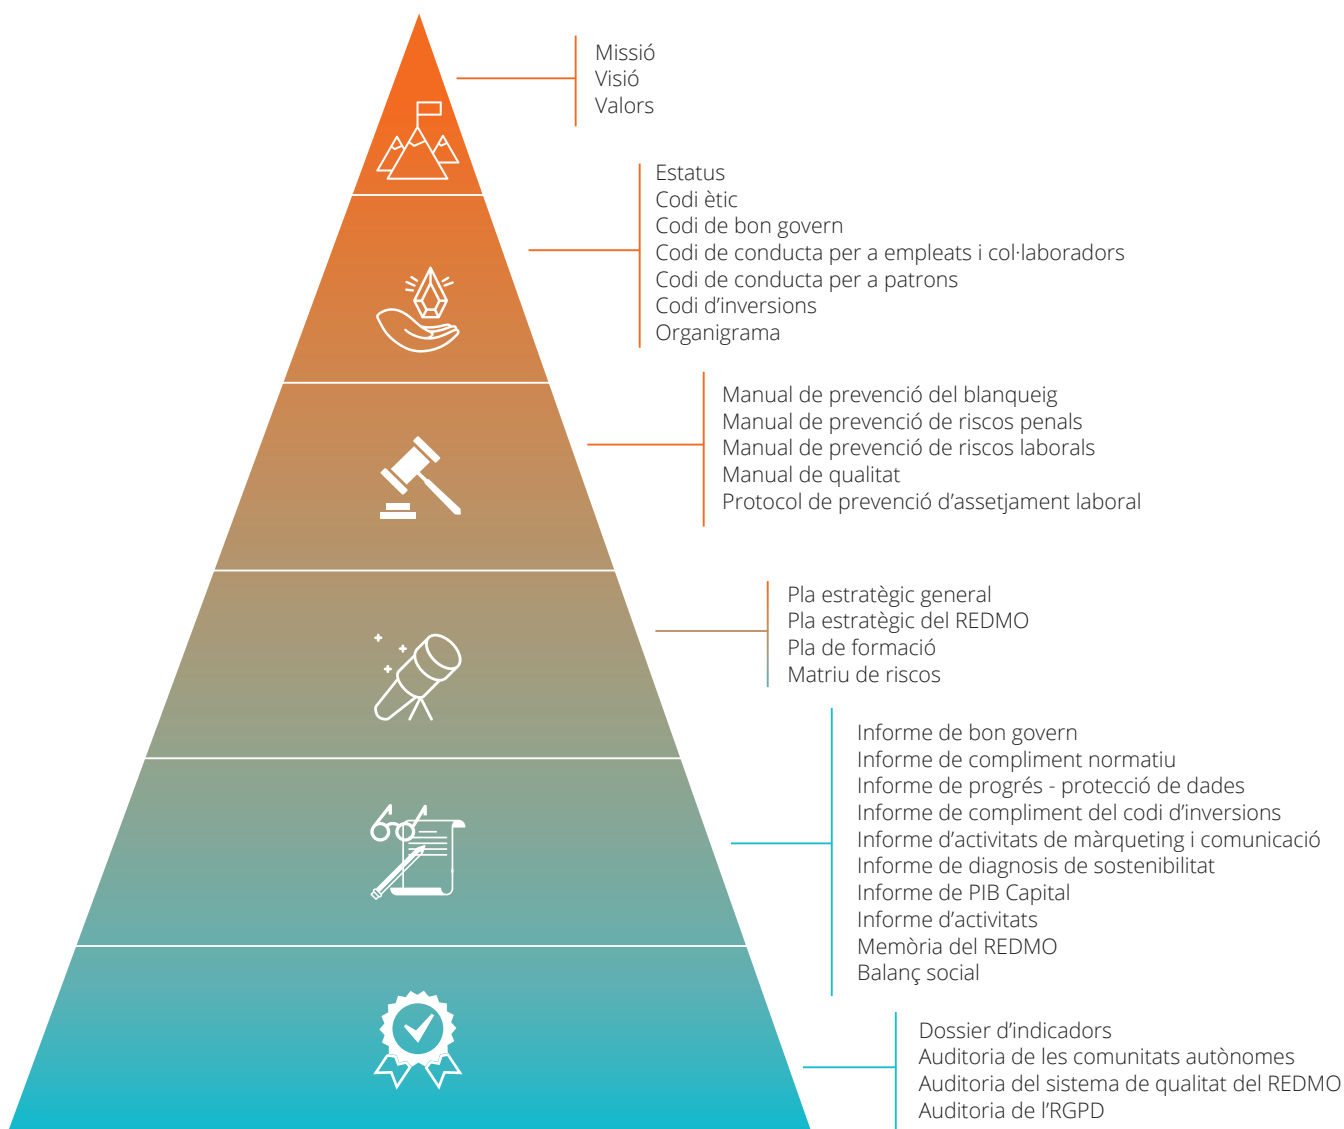 Missió
Visió
Valors
Estatus
Codi ètic
Codi de bon govern
Codi de conducta per a empleats i col·laboradors
Codi de conducta per a patrons
Codi d’inversions
Organigrama
Manual de prevenció del blanqueig
Manual de prevenció de riscos penals
Manual de prevenció de riscos laborals
Manual de qualitat
Protocol de prevenció d’assetjament laboral
Pla estratègic general
Pla estratègic del REDMO
Pla de formació
Matriu de riscos
Informe de bon govern
Informe de compliment normatiu
Informe de progrés - protecció de dades
Informe de compliment del codi d’inversions
Informe d’activitats de màrqueting i comunicació
Informe de diagnosis de sostenibilitat
Informe de PIB Capital
Informe d’activitats
Memòria del REDMO
Balanç social
Dossier d’indicadors
Auditoria de les comunitats autònomes
Auditoria del sistema de qualitat del REDMO
Auditoria de l’RGPD